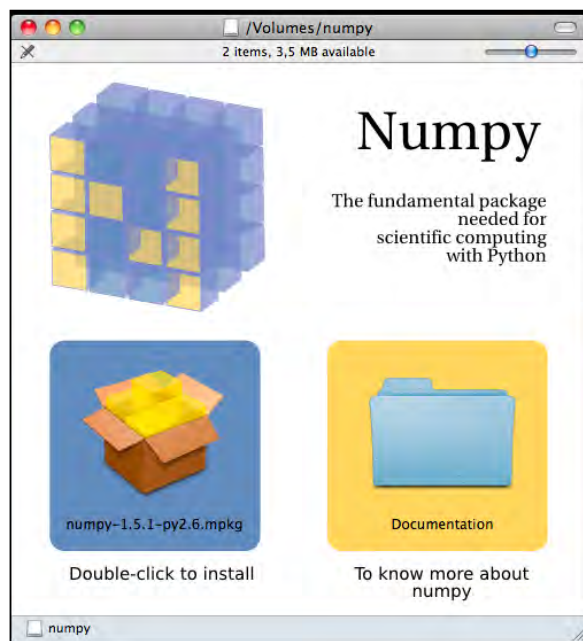 /Volumes/numpy
2 items, 3,5 MB available
Numpy
The fundamental package
needed for
scientific computing
with Python
numpy-1.5.1-py2.6.mpkg
Documentation
Double-click to install
To know more about
numpy
numpy